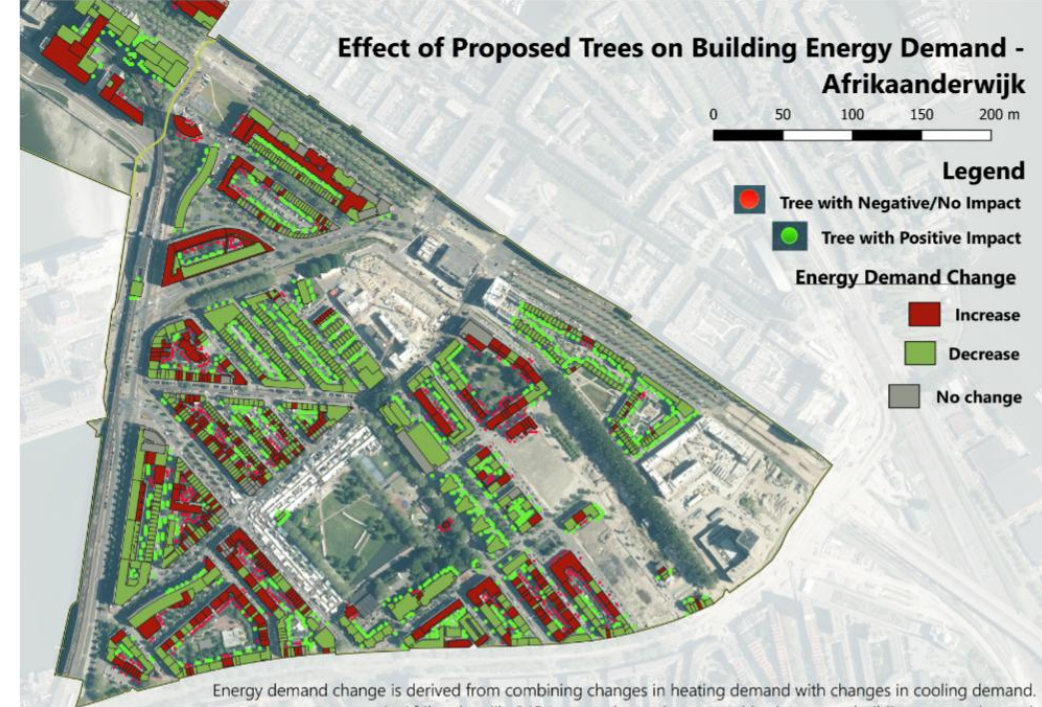 Effect of Proposed Trees on Building Energy Demand -
Afrikaanderwijk
0 50 100 150 200 m
Legend
Tree with Negative/No Impact
Tree with Positive Impact
Energy Demand Change
Increase
Decrease
No change
Energy demand change is derived from combining changes in heating demand with changes in cooling demand.